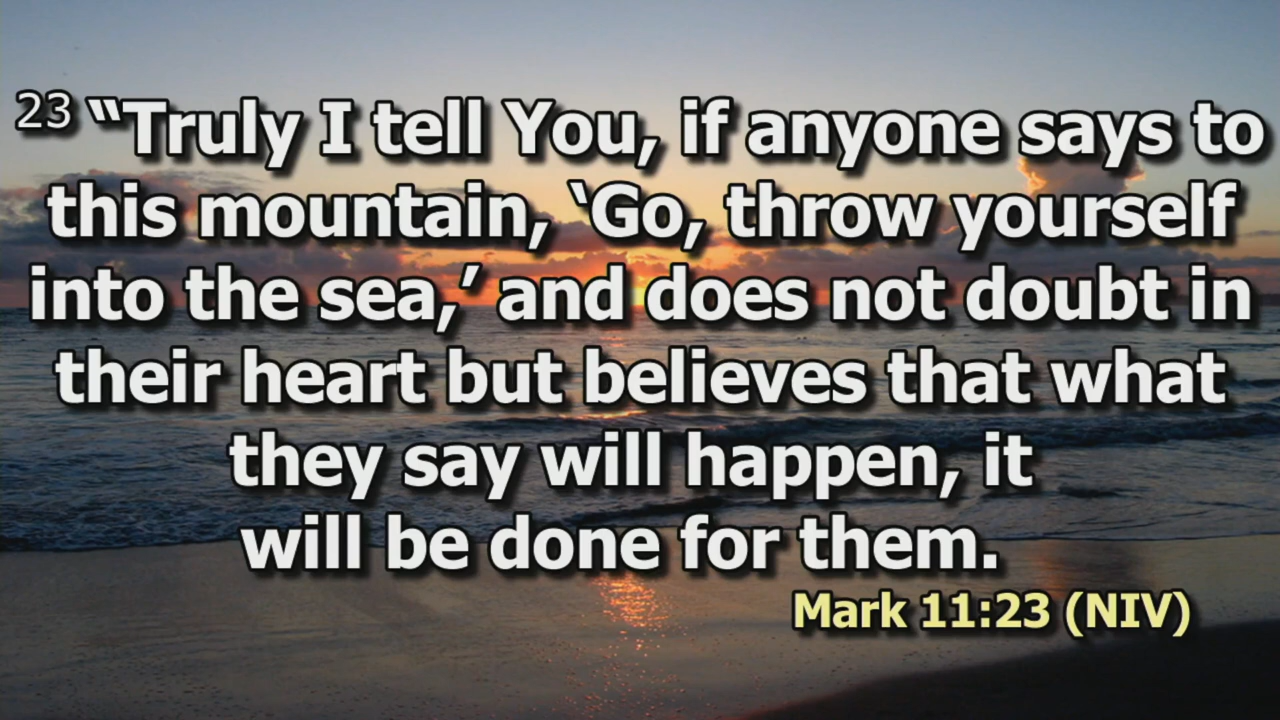 23 “Truly I tell You, if anyone says to
this mountain, ‘Go, throw yourself
into the sea,’ and does not doubt in
their heart but believes that what
they say will happen, it
will be done for them.
Mark 11:23 (NIV)